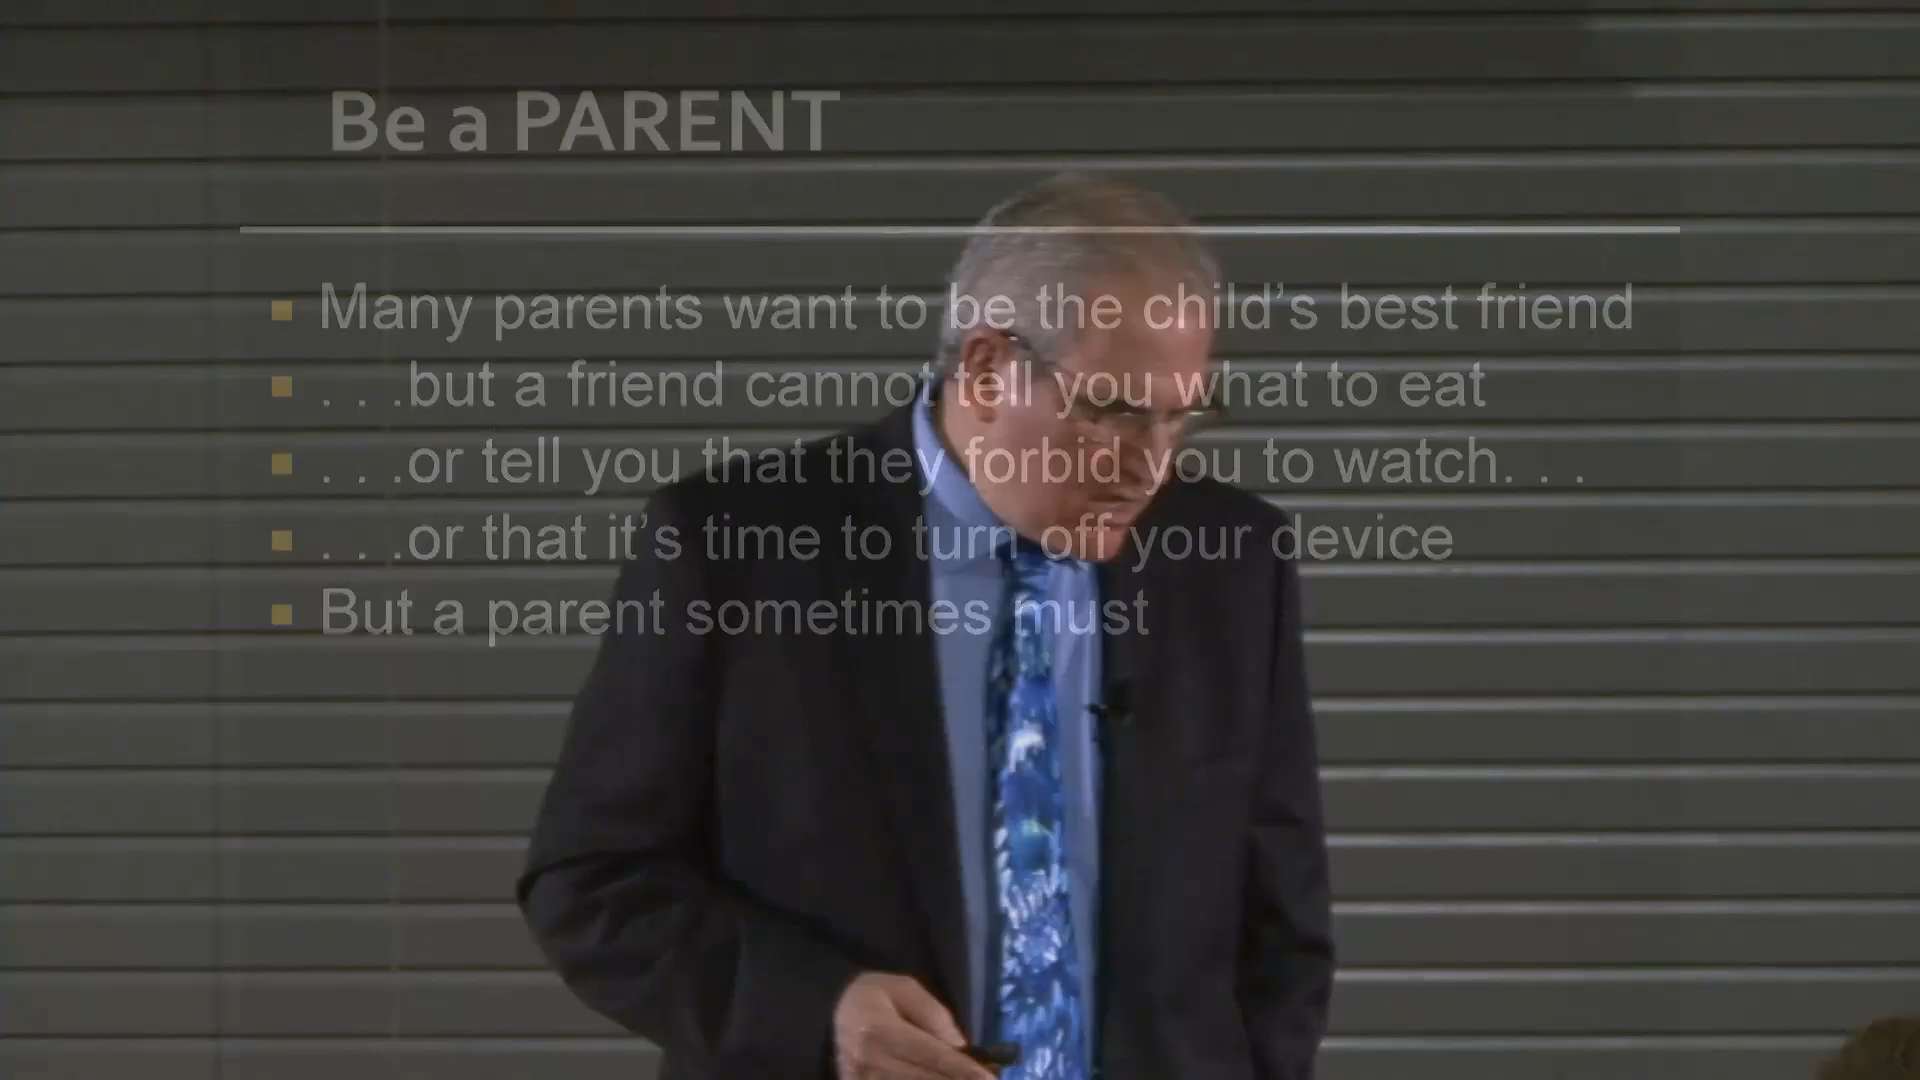 Be a PARENT
Many parents want to be the child’s best friend
. . .but a friend cannot tell you what to eat
. . .or tell you that they forbid you to watch. . .
. . .or that it’s time to turn off your device
But a parent sometimes must